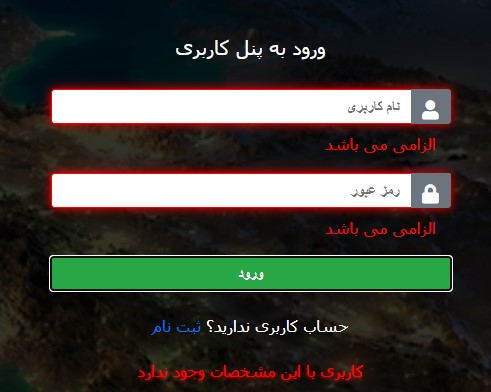 ورود به پنل کاربری
نام کاربری
الزامی می باشد
رمز عبور
الزامی می باشد
ورود
حساب کاربری ندارید؟ ثبت نام
کاربری با این مشخصات وجود ندارد